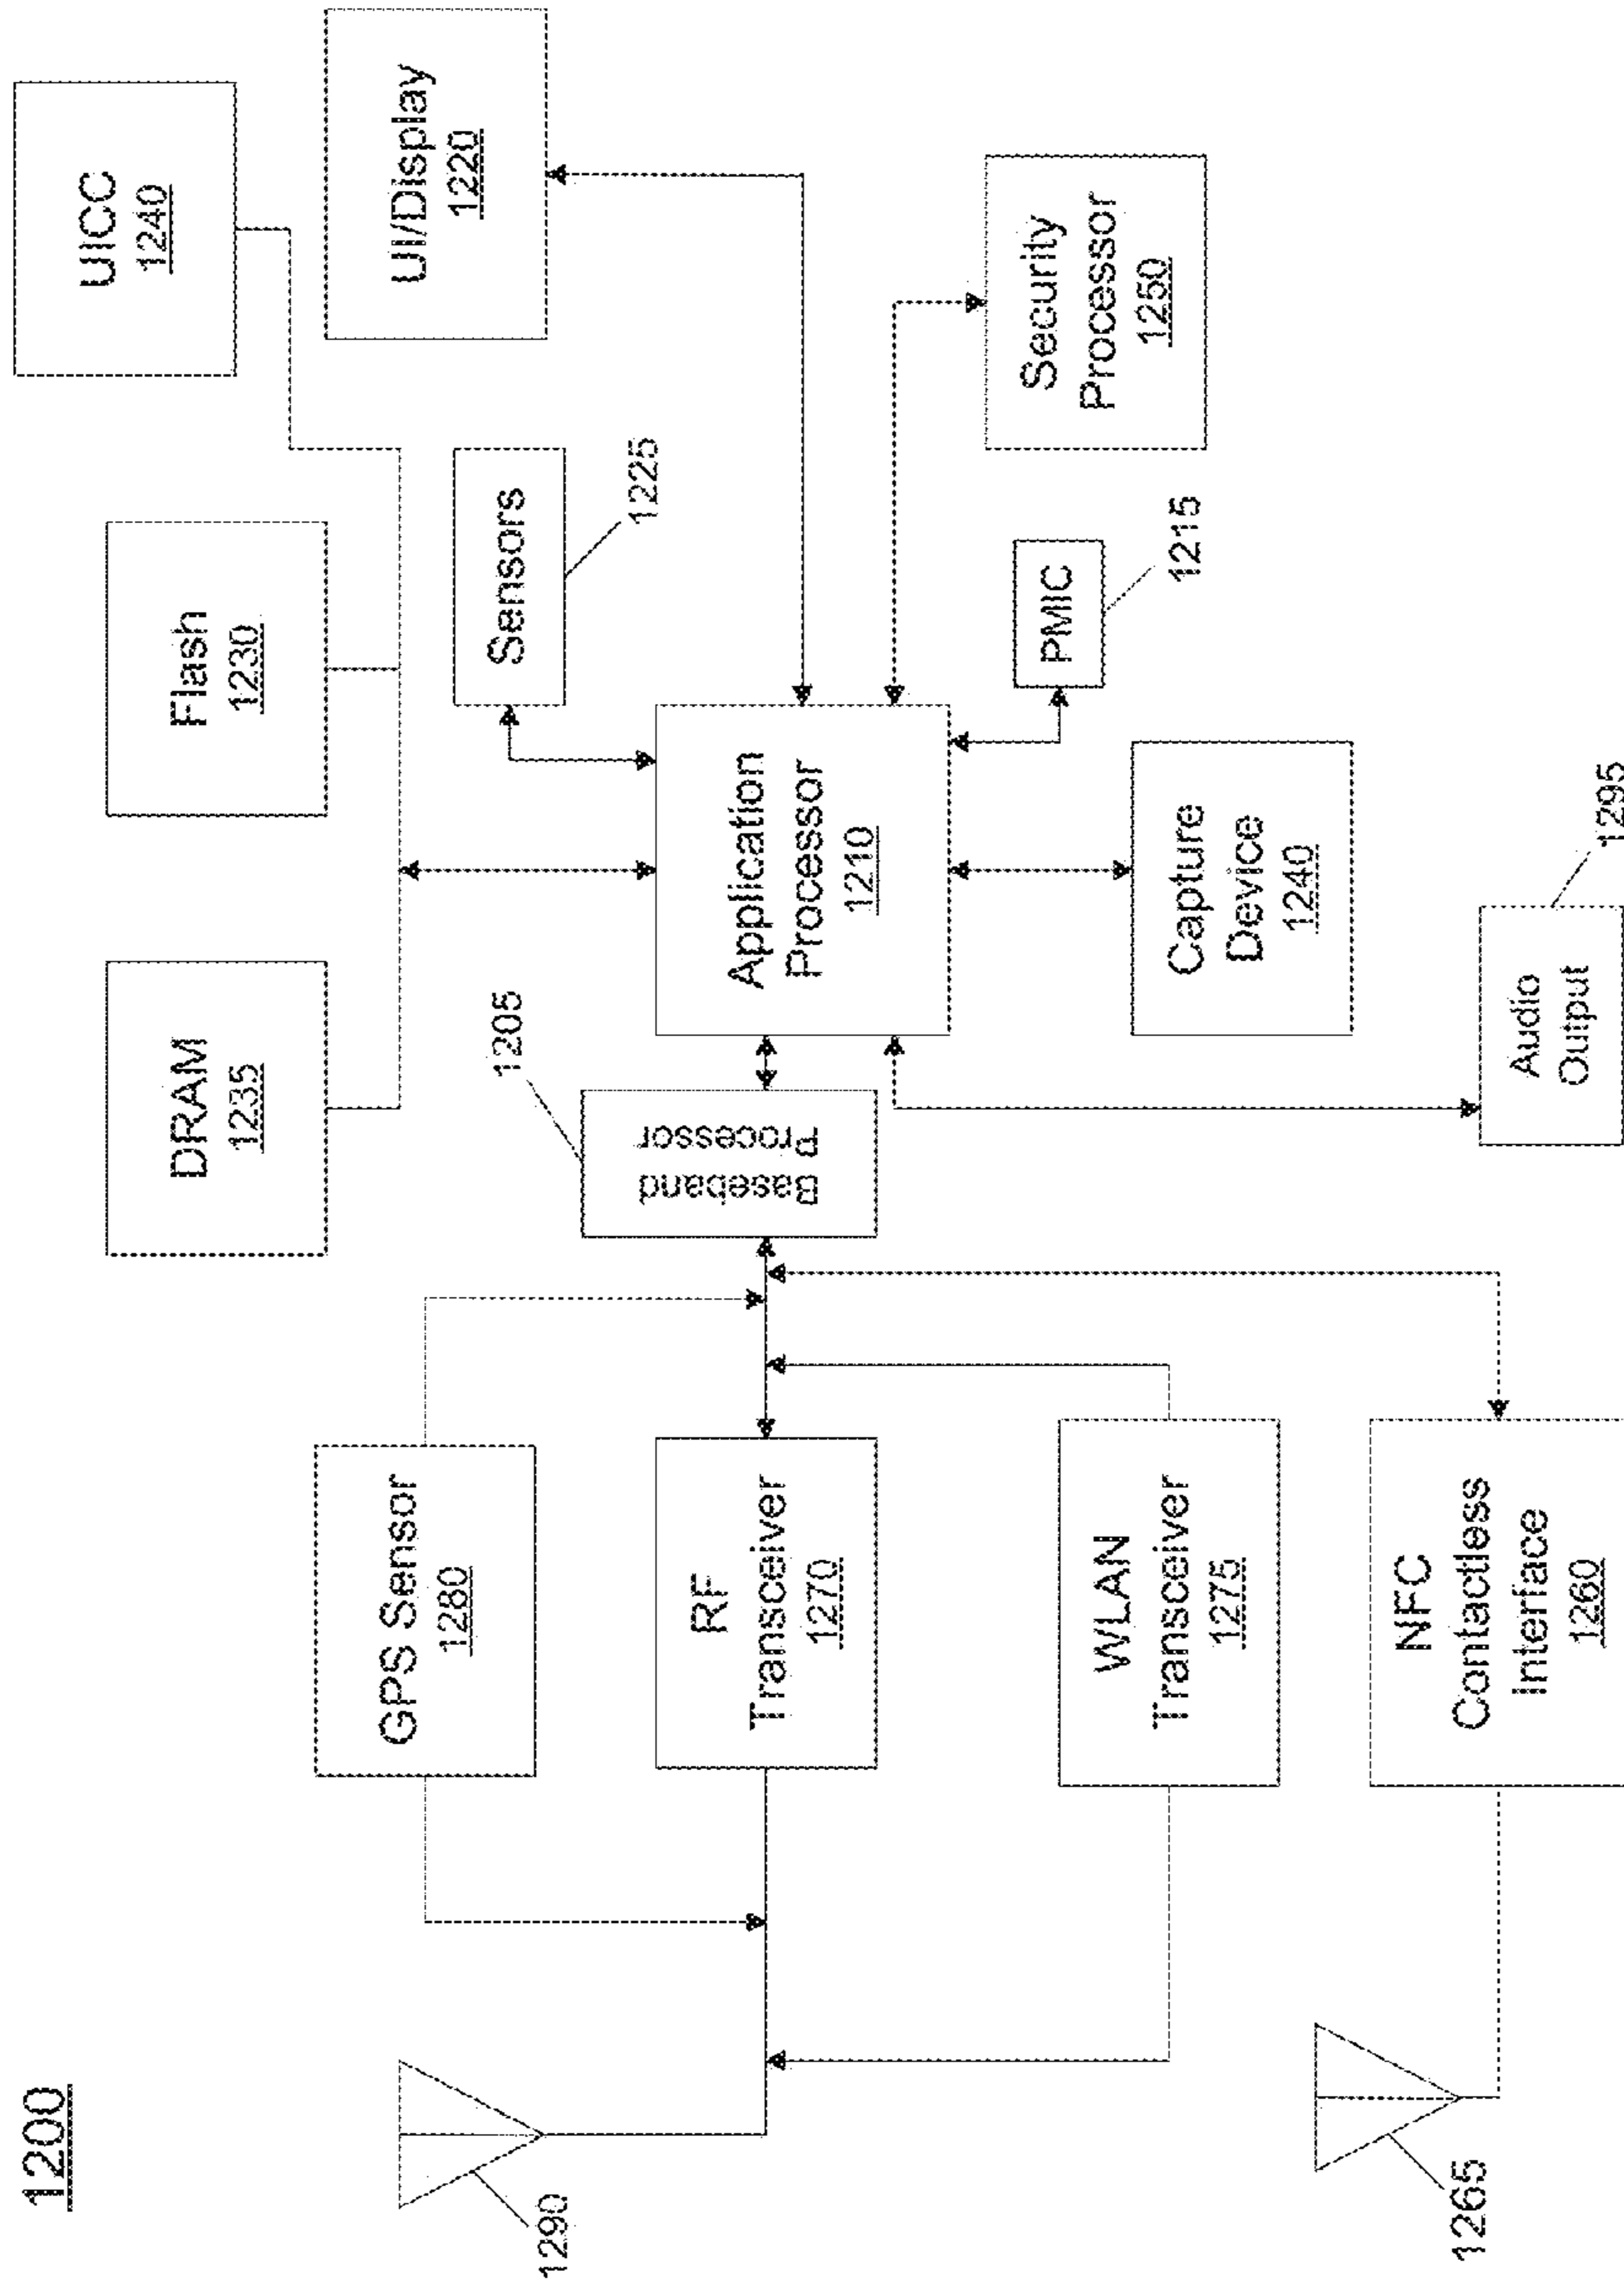 1200
UICC
1240
Flash
1230
DRAM
1235
UI/Display
1220
Sensors
1225
GPS Sensor
1280
1205
Baseband
Processor
Application
Processor
1210
RF
Transceiver
1270
1290
Security
Processor
1250
PMIC
1215
WLAN
Transceiver
1275
Capture
Device
1240
NFC
Contactless
Interface
1260
1265
Audio
Output
1295